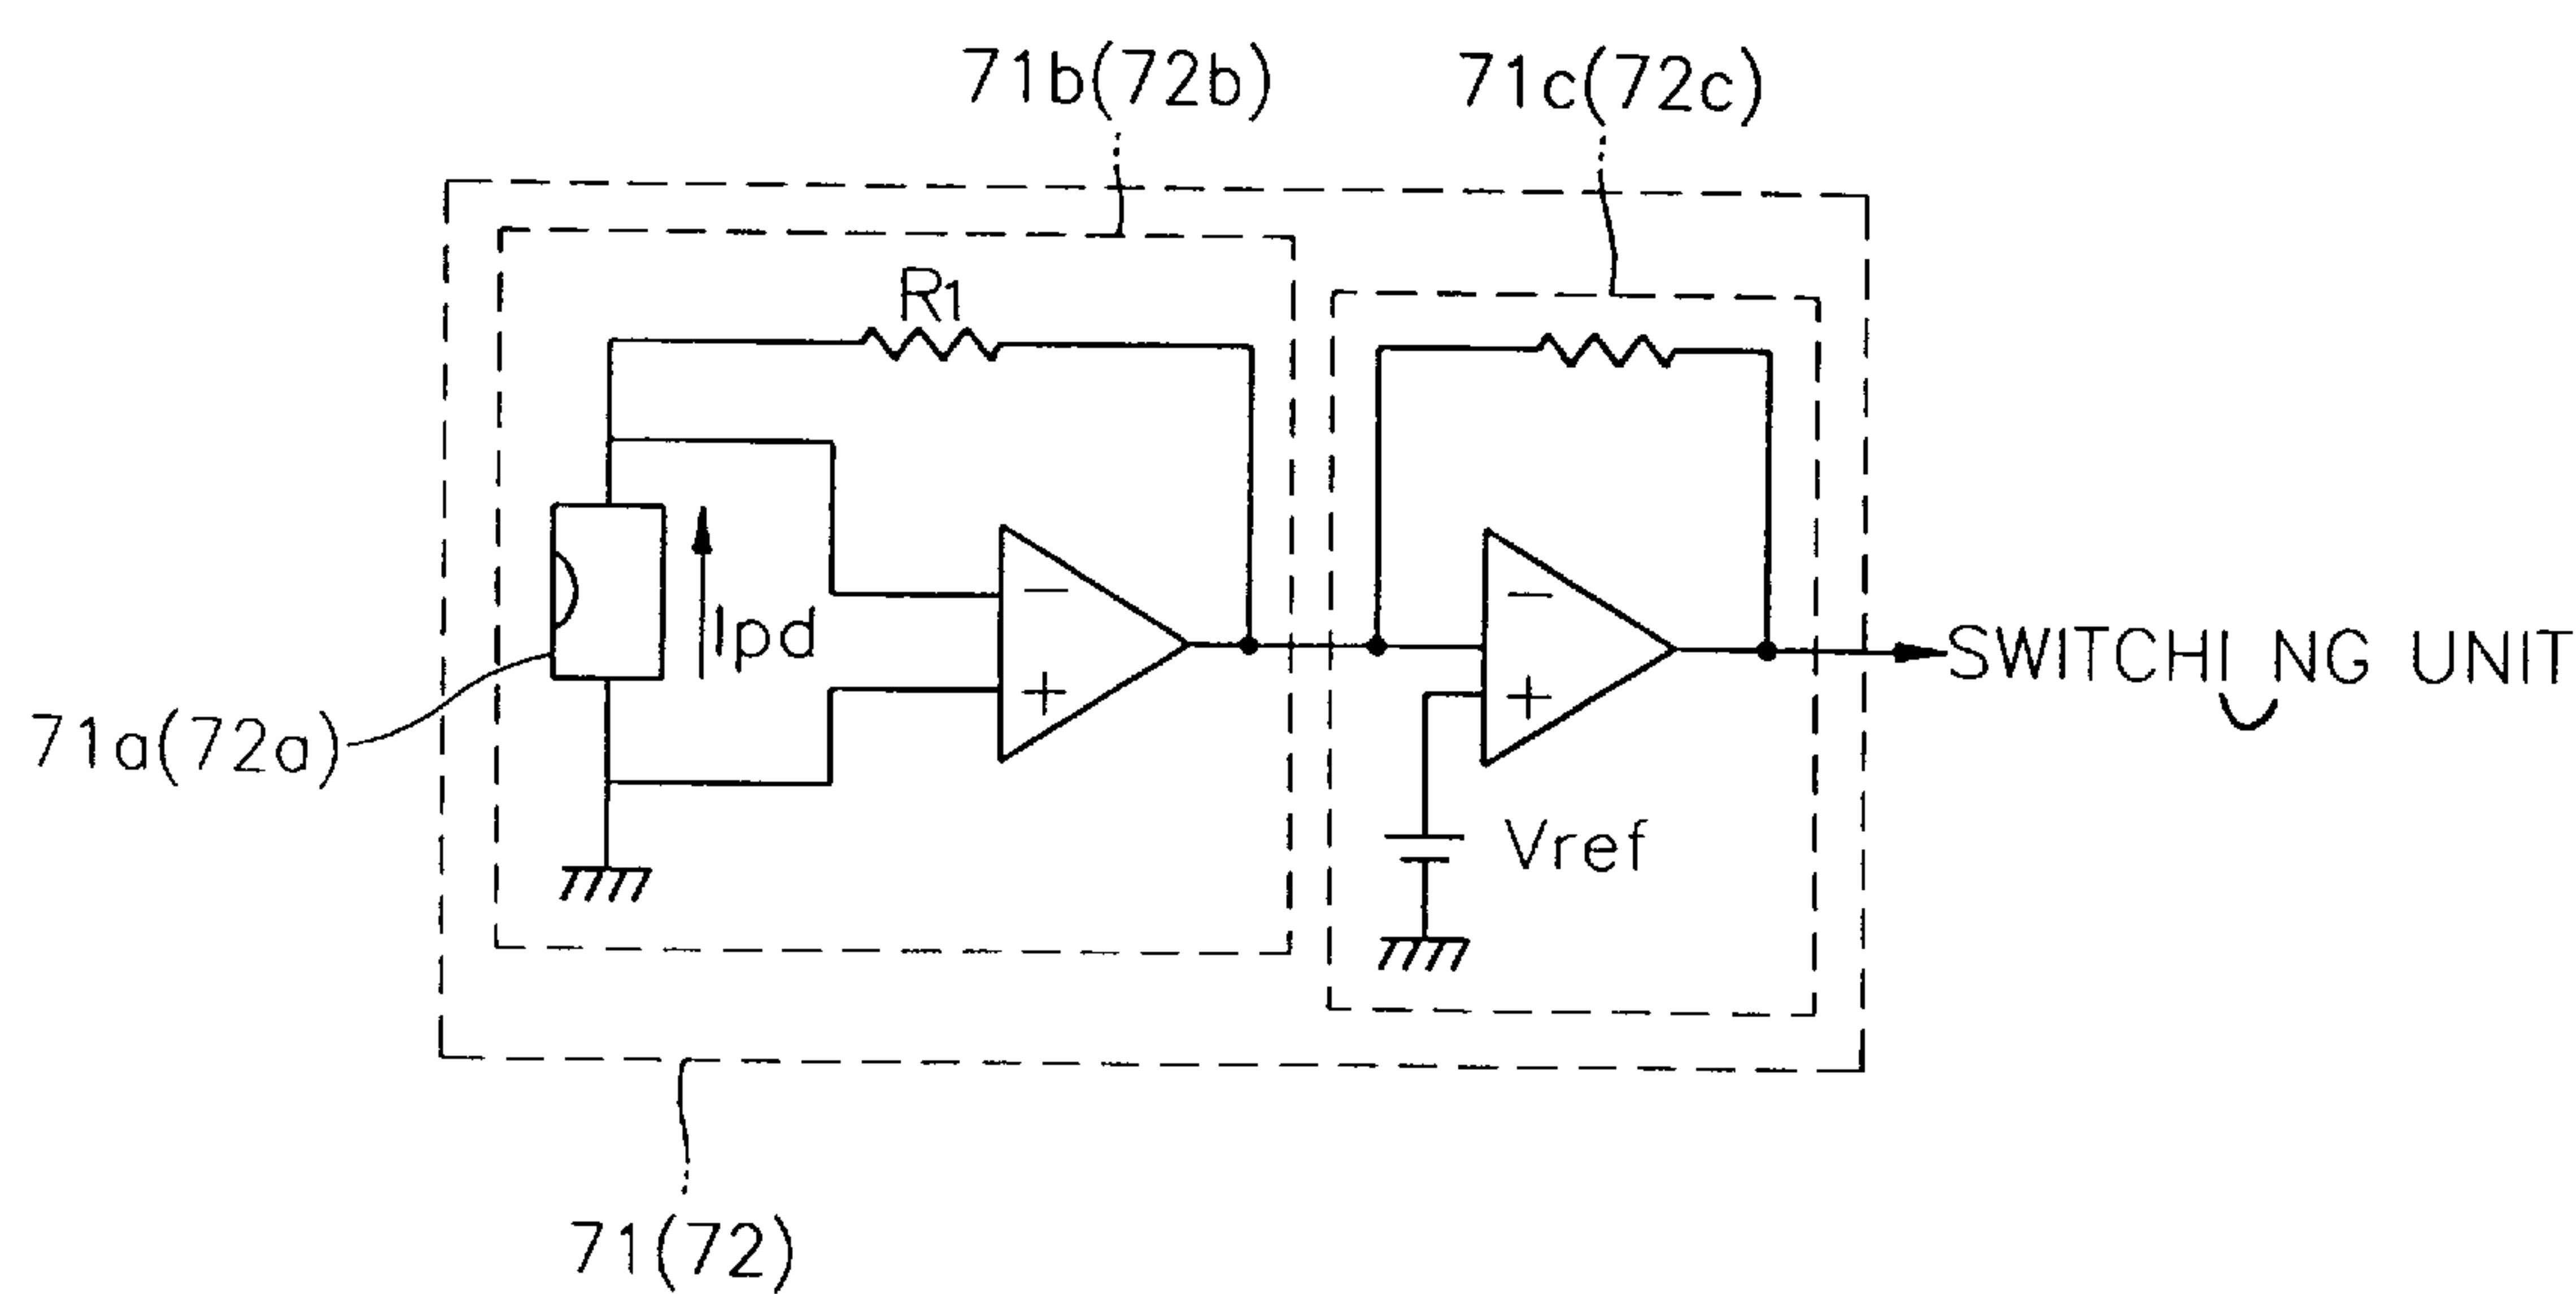 71b(72b)
71c(72c)
R1
Ipd
−
+
−
+
SWITCHING UNIT
71a(72a)
Vref
71(72)